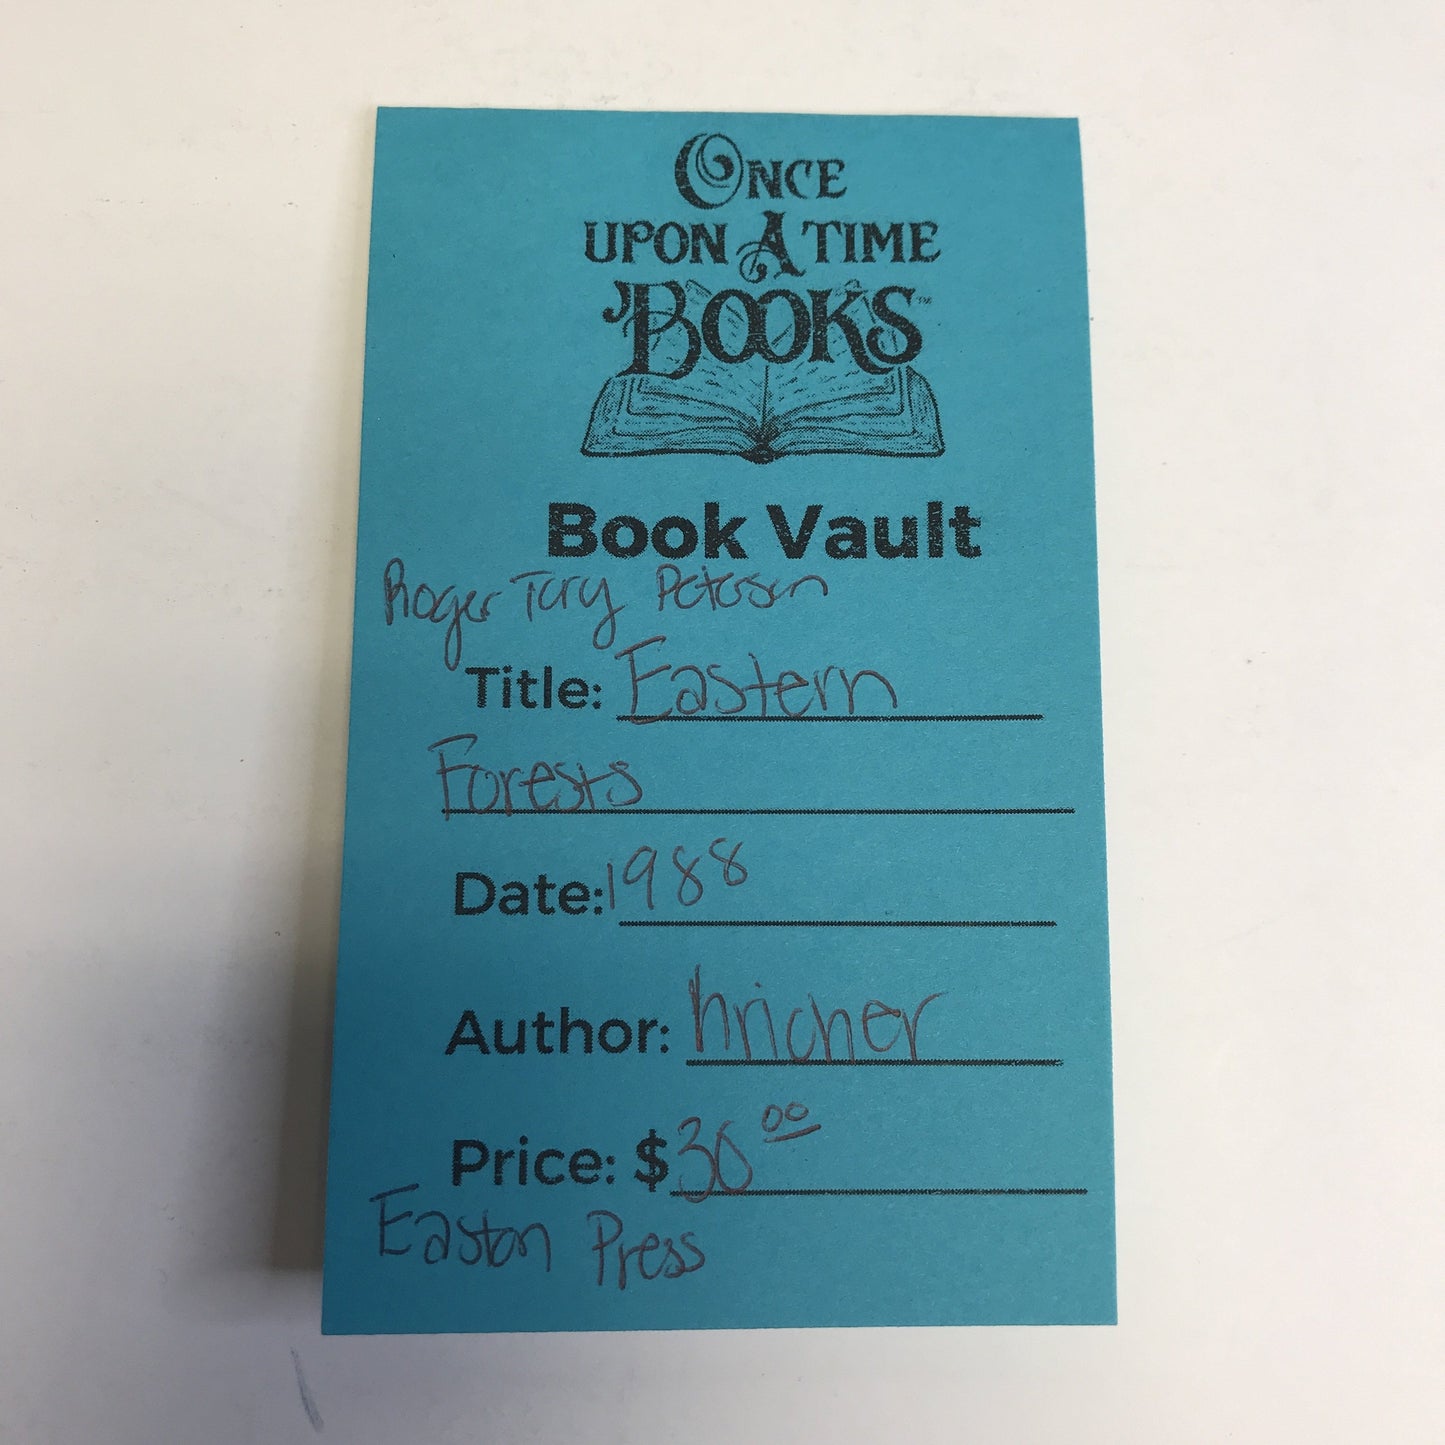 ONCE
UPON A TIME
BOOKS™
Book Vault
Roger Tory Peterson
Title: Eastern
Forests
Date: 1988
Author: Kricher
Price: $30 00
Easton Press